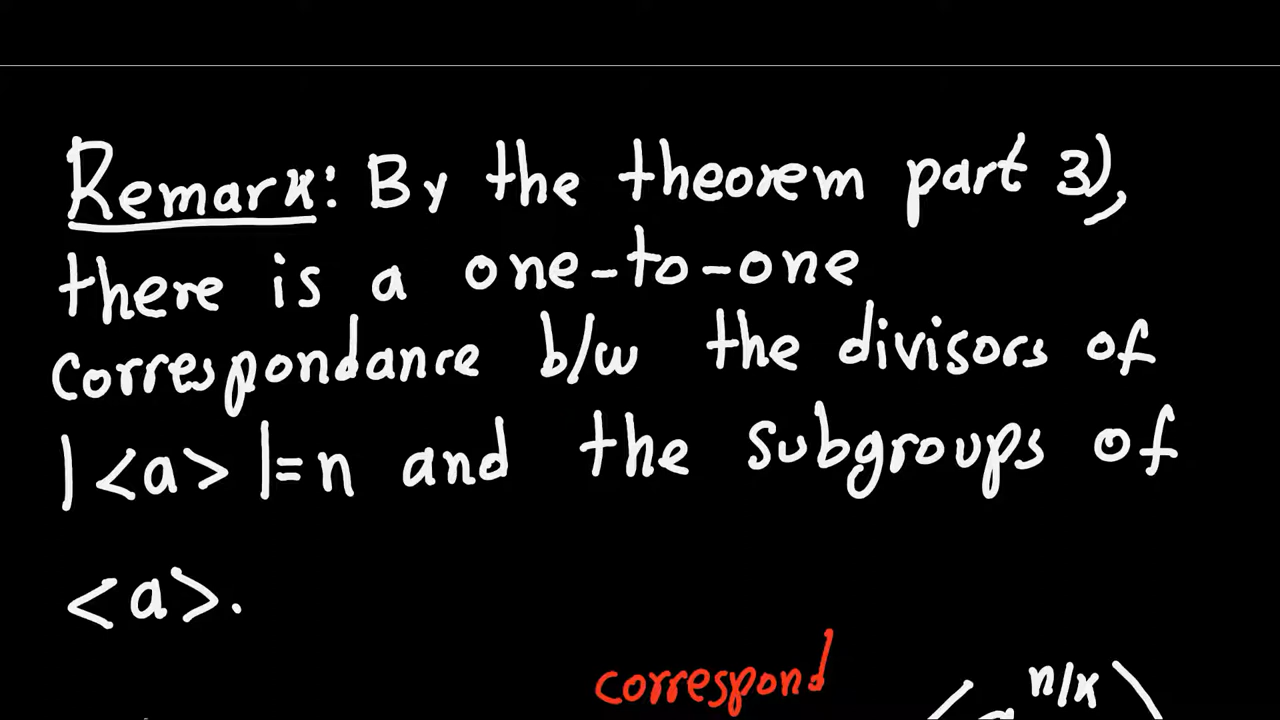 Remark: By the theorem part 3),
there is a one-to-one
correspondance b/w the divisors of
|<a>|=n and the subgroups of
<a>.
correspond
n/k